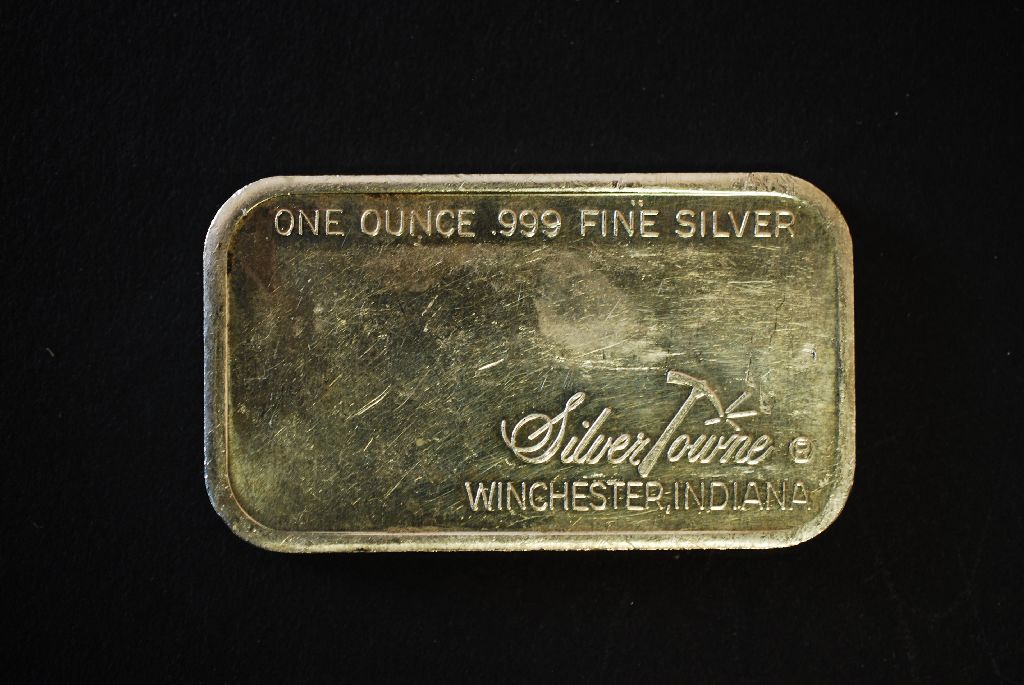 ONE OUNCE .999 FINE SILVER
SilverTowne ®
WINCHESTER, INDIANA